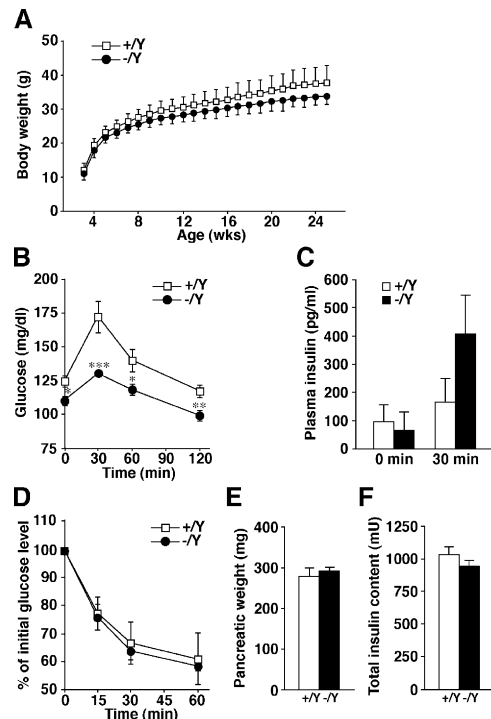 A
+/Y
-/Y
Body weight (g)
50
40
30
20
10
0
4 8 12 16 20 24
Age (wks)
B
+/Y
-/Y
Glucose (mg/dl)
200
175
150
125
100
75
*
***
*
**
0 30 60 90 120
Time (min)
C
+/Y
-/Y
Plasma insulin (pg/ml)
600
500
400
300
200
100
0
0 min 30 min
D
+/Y
-/Y
% of initial glucose level
110
100
90
80
70
60
50
0 15 30 45 60
Time (min)
E
Pancreatic weight (mg)
400
300
200
100
0
+/Y -/Y
F
Total insulin content (mU)
1250
1000
750
500
250
0
+/Y -/Y